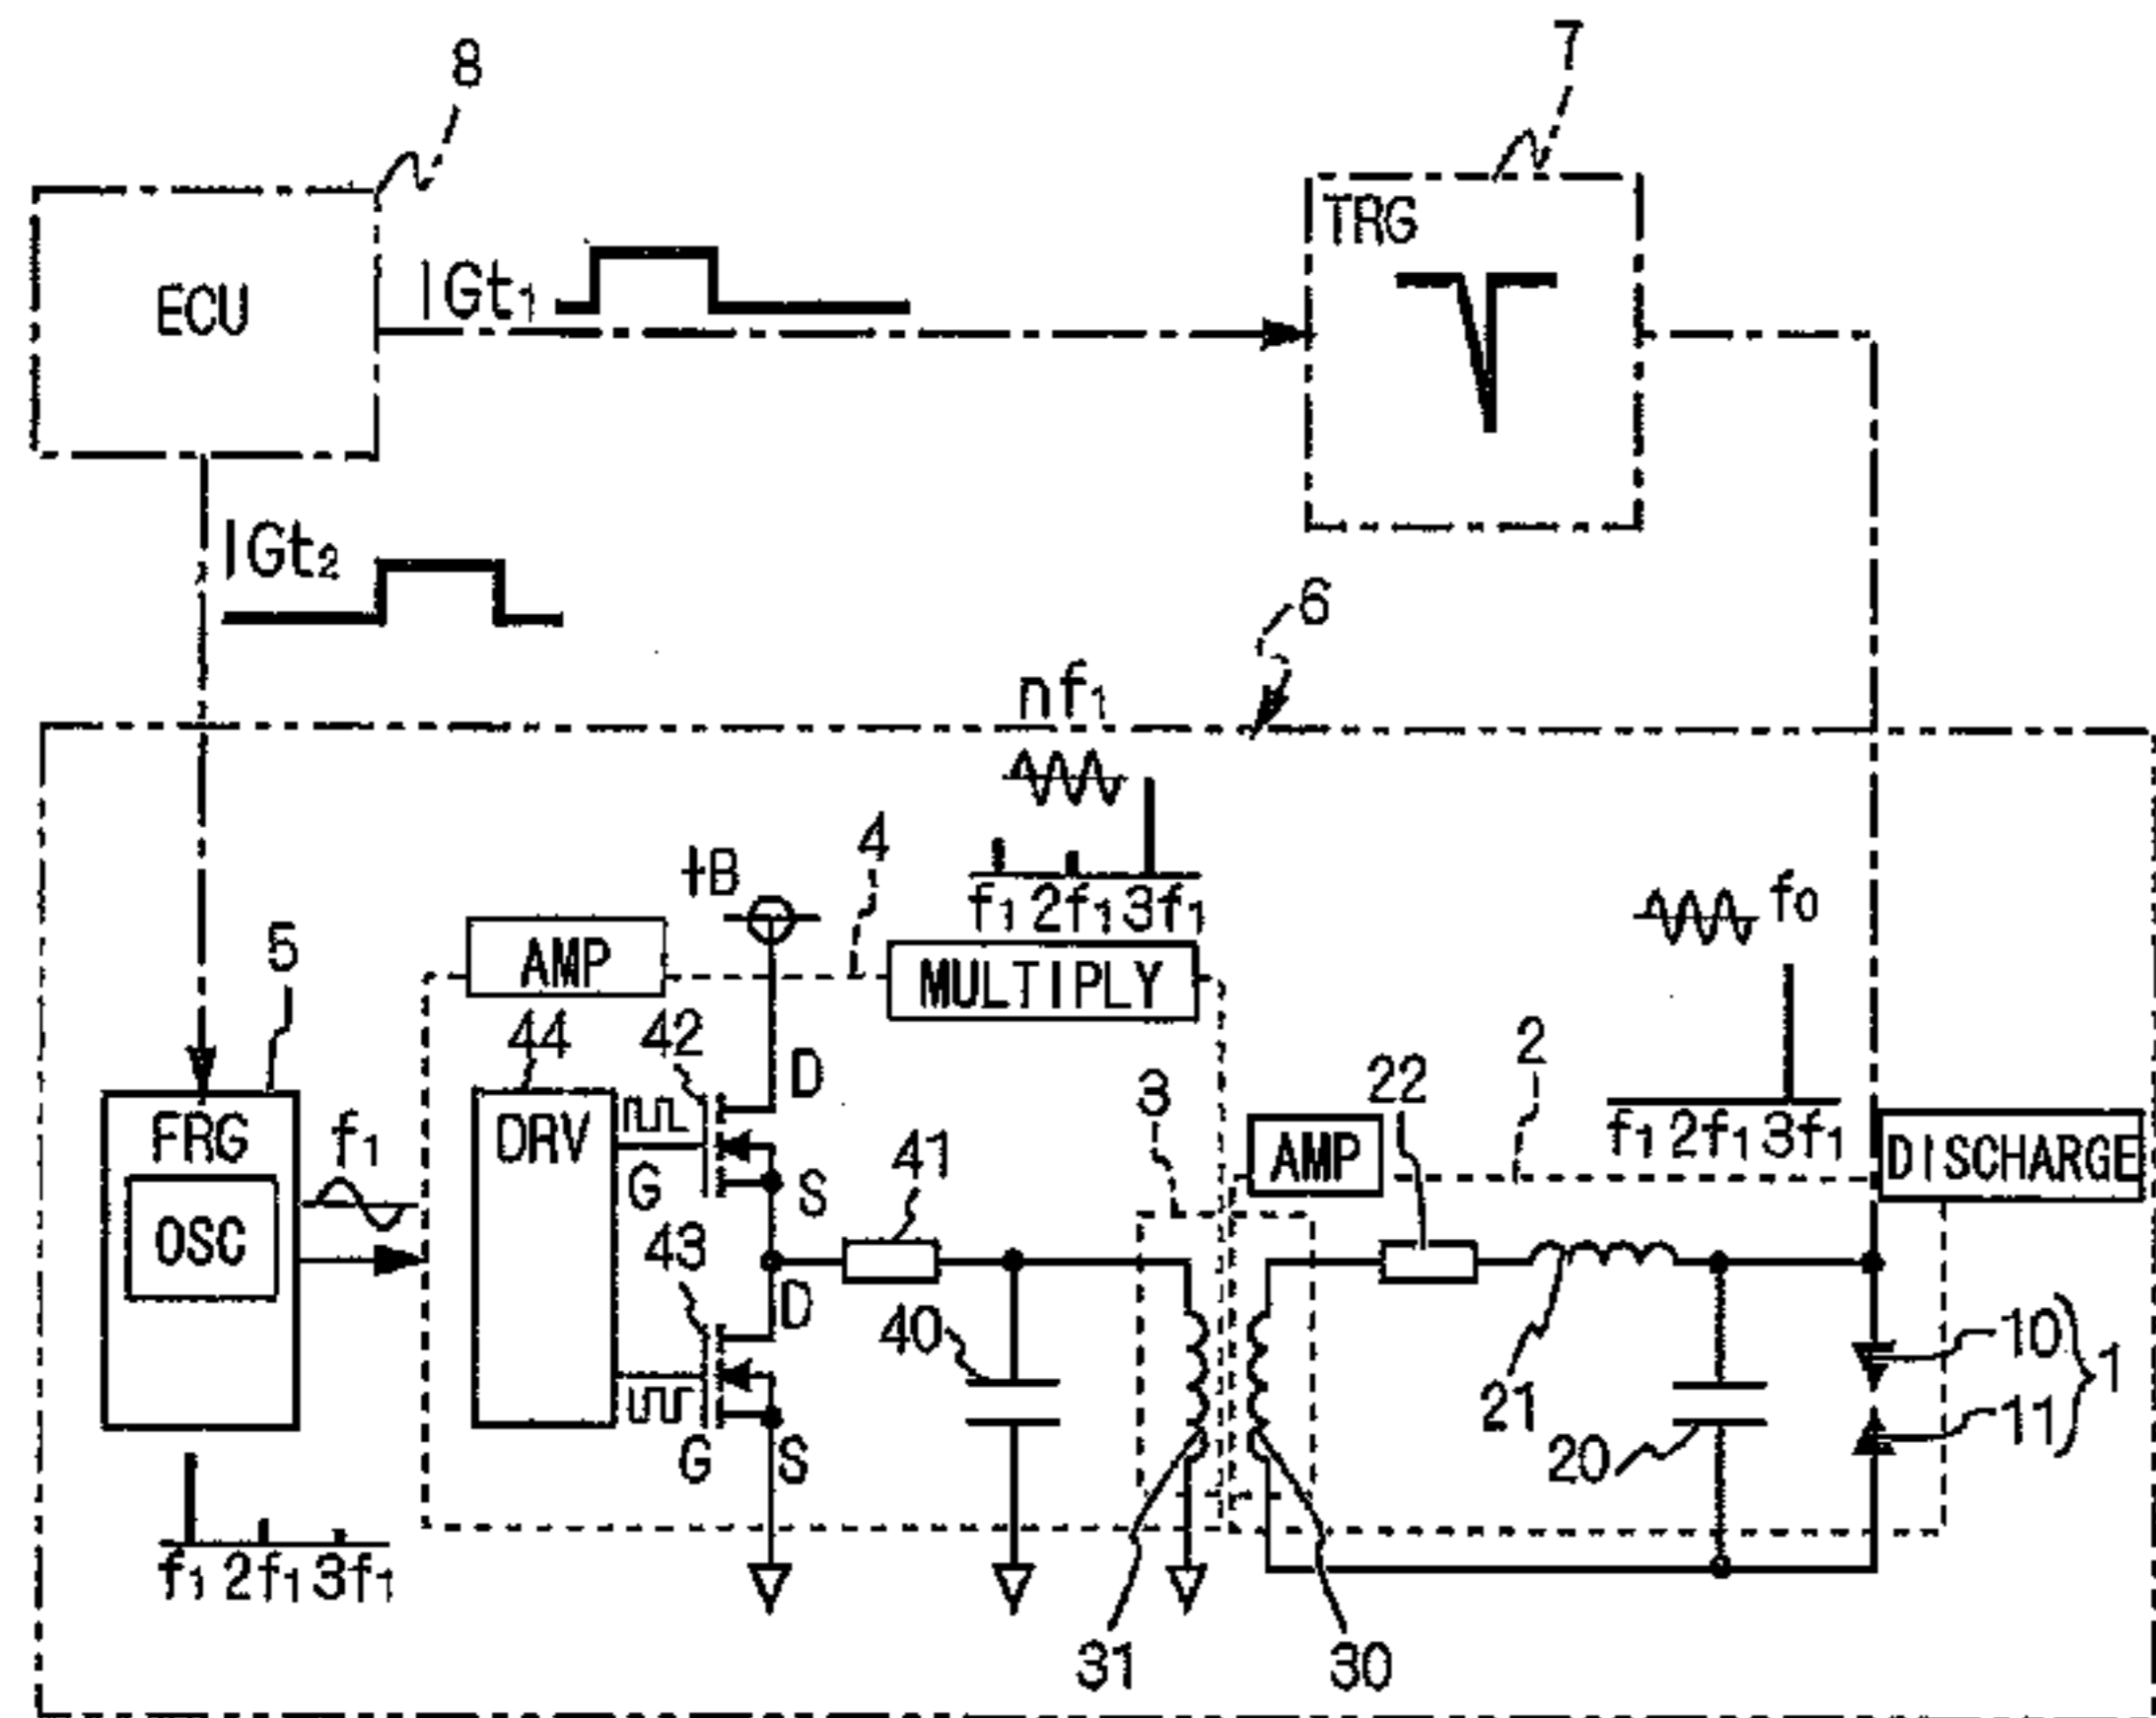 8
7
ECU
IGt1
TRG
IGt2
6
nf1
4
+B
f1 2f1 3f1
f0
5
AMP
MULTIPLY
44
42
D
3
22
2
FRG
f1
DRV
G
S
41
AMP
f1 2f1 3f1
DISCHARGE
OSC
43
D
40
21
20
10
11
1
G
S
f1 2f1 3f1
31
30